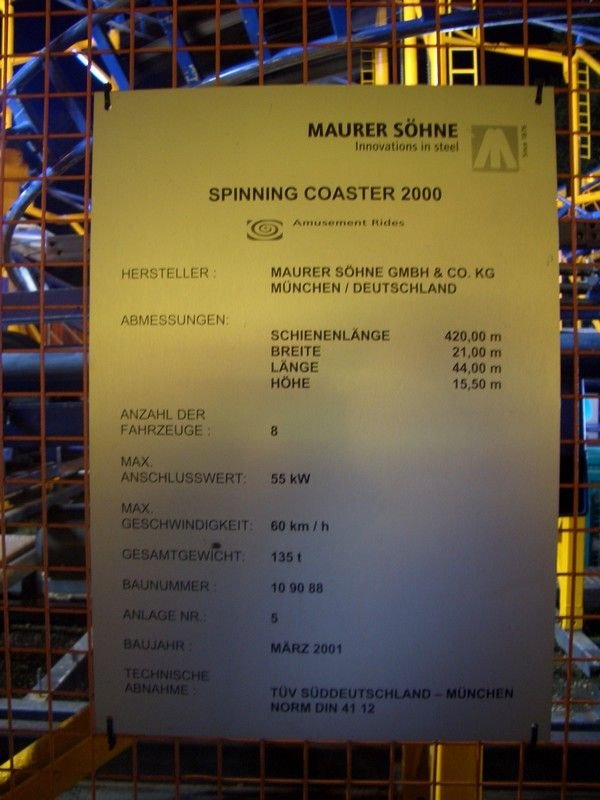 MAURER SÖHNE
Innovations in steel
Since 1876
SPINNING COASTER 2000
Amusement Rides
HERSTELLER : MAURER SÖHNE GMBH & CO. KG
MÜNCHEN / DEUTSCHLAND
ABMESSUNGEN:
SCHIENENLÄNGE 420,00 m
BREITE 21,00 m
LÄNGE 44,00 m
HÖHE 15,50 m
ANZAHL DER
FAHRZEUGE : 8
MAX.
ANSCHLUSSWERT: 55 kW
MAX.
GESCHWINDIGKEIT: 60 km / h
GESAMTGEWICHT: 135 t
BAUNUMMER : 10 90 88
ANLAGE NR.: 5
BAUJAHR : MÄRZ 2001
TECHNISCHE
ABNAHME : TÜV SÜDDEUTSCHLAND – MÜNCHEN
NORM DIN 41 12